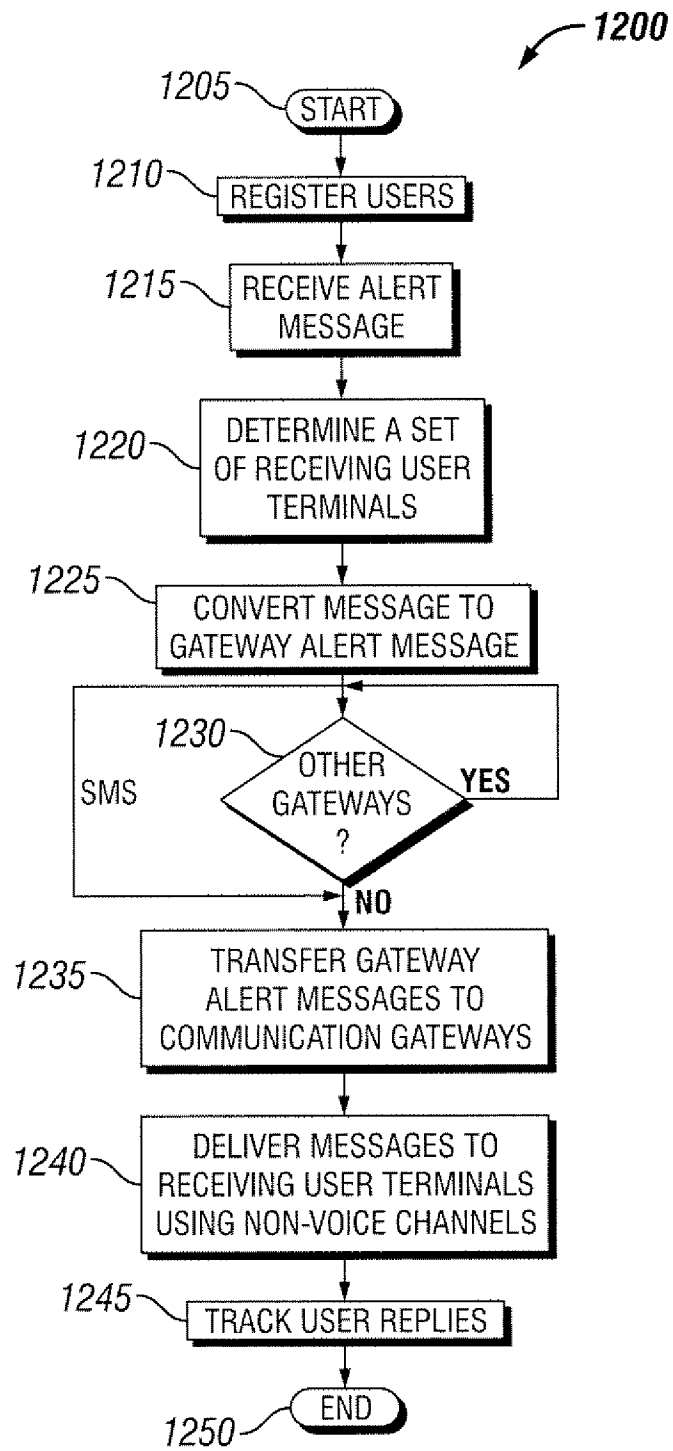 1200
1205
START
1210
REGISTER USERS
1215
RECEIVE ALERT
MESSAGE
1220
DETERMINE A SET
OF RECEIVING USER
TERMINALS
1225
CONVERT MESSAGE TO
GATEWAY ALERT MESSAGE
1230
OTHER
GATEWAYS
?
YES
SMS
NO
1235
TRANSFER GATEWAY
ALERT MESSAGES TO
COMMUNICATION GATEWAYS
1240
DELIVER MESSAGES TO
RECEIVING USER TERMINALS
USING NON-VOICE CHANNELS
1245
TRACK USER REPLIES
END
1250